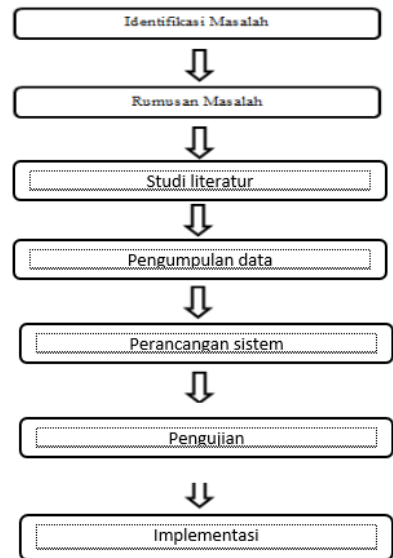 Identifikasi Masalah
Rumusan Masalah
Studi literatur
Pengumpulan data
Perancangan sistem
Pengujian
Implementasi